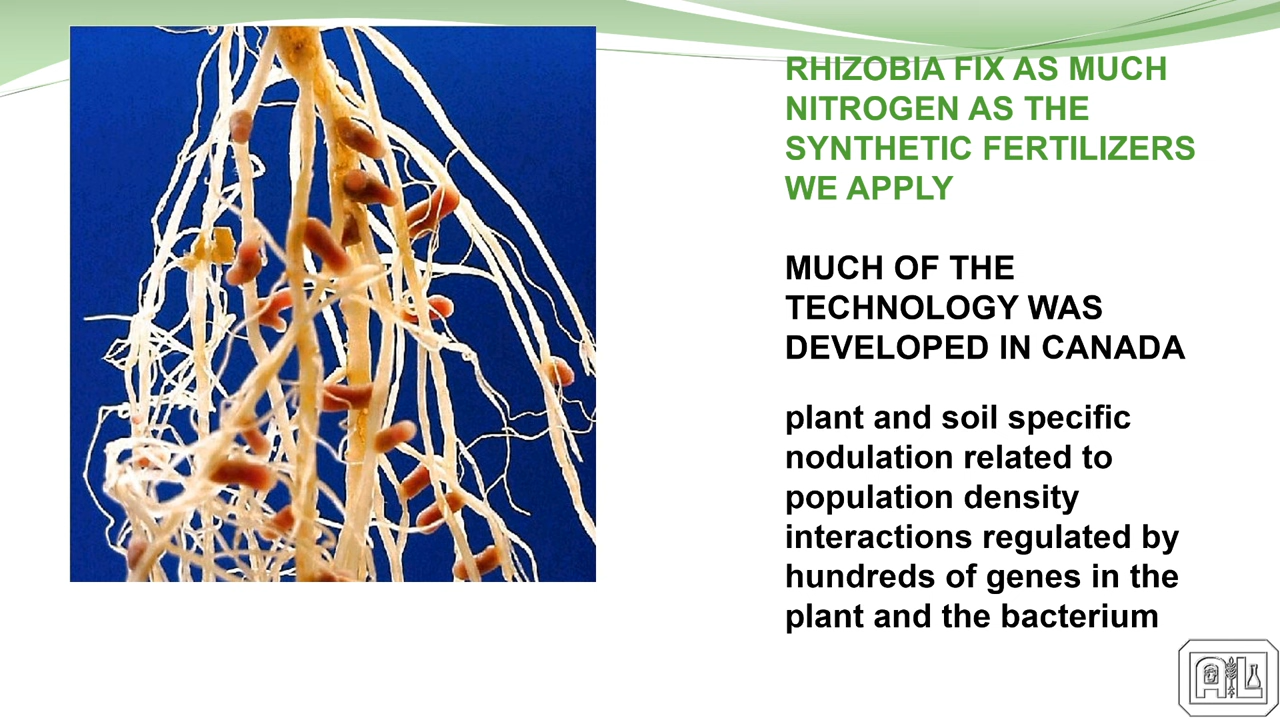 RHIZOBIA FIX AS MUCH
NITROGEN AS THE
SYNTHETIC FERTILIZERS
WE APPLY
MUCH OF THE
TECHNOLOGY WAS
DEVELOPED IN CANADA
plant and soil specific
nodulation related to
population density
interactions regulated by
hundreds of genes in the
plant and the bacterium
A L